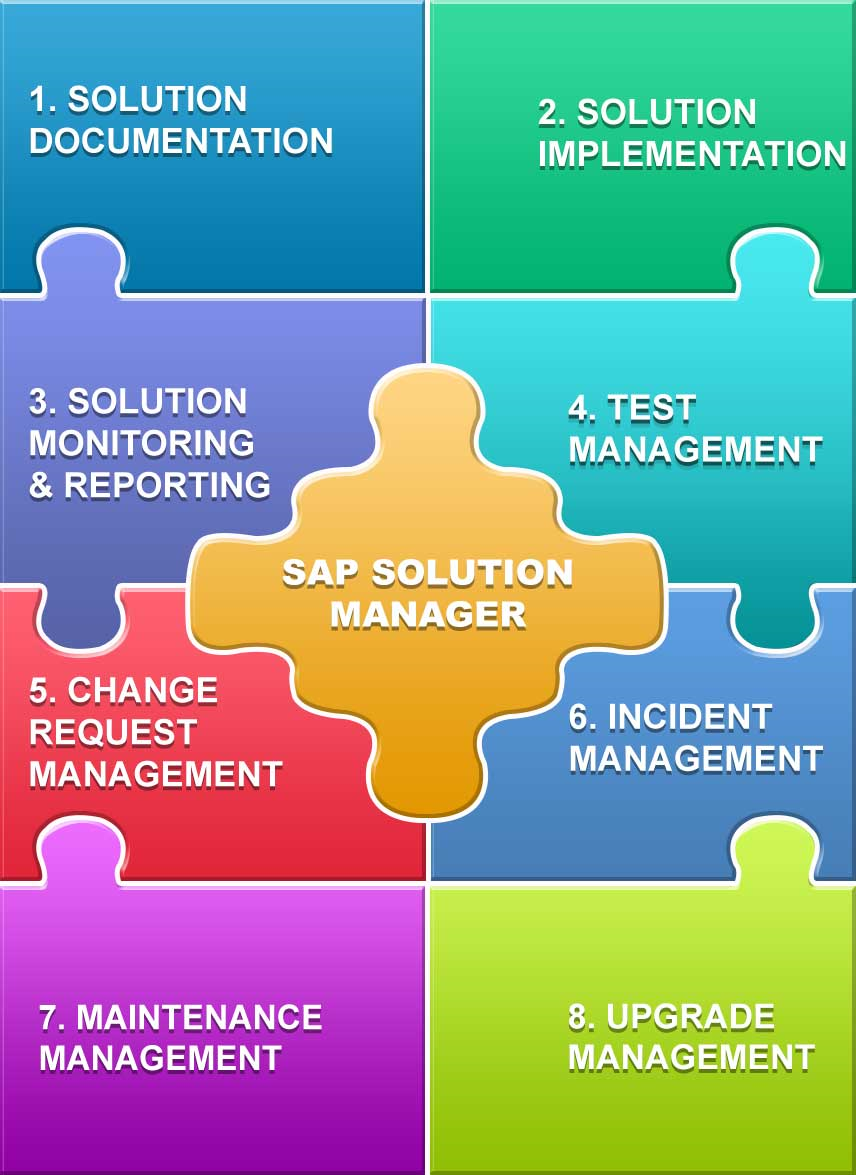 1. SOLUTION
DOCUMENTATION
2. SOLUTION
IMPLEMENTATION
3. SOLUTION
MONITORING
& REPORTING
4. TEST
MANAGEMENT
SAP SOLUTION
MANAGER
5. CHANGE
REQUEST
MANAGEMENT
6. INCIDENT
MANAGEMENT
7. MAINTENANCE
MANAGEMENT
8. UPGRADE
MANAGEMENT